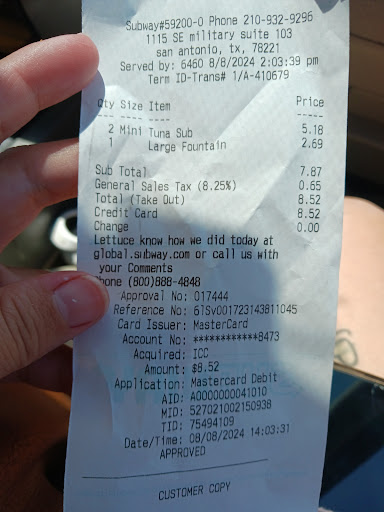 Subway#59200-0 Phone 210-932-9296
1115 SE military suite 103
san antonio, tx, 78221
Served by: 6460 8/8/2024 2:03:39 pm
Term ID-Trans# 1/A-410679
Qty Size Item Price
---- ---- ---- -----
2 Mini Tuna Sub 5.18
1 Large Fountain 2.69
Sub Total 7.87
General Sales Tax (8.25%) 0.65
Total (Take Out) 8.52
Credit Card 8.52
Change 0.00
Lettuce know how we did today at
global.subway.com or call us with
your Comments
Phone (800)888-4848
Approval No: 017444
Reference No: 61Sv001723143811045
Card Issuer: MasterCard
Account No: ************8473
Acquired: ICC
Amount: $8.52
Application: Mastercard Debit
AID: A0000000041010
MID: 527021002150938
TID: 75494109
Date/Time: 08/08/2024 14:03:31
APPROVED
CUSTOMER COPY